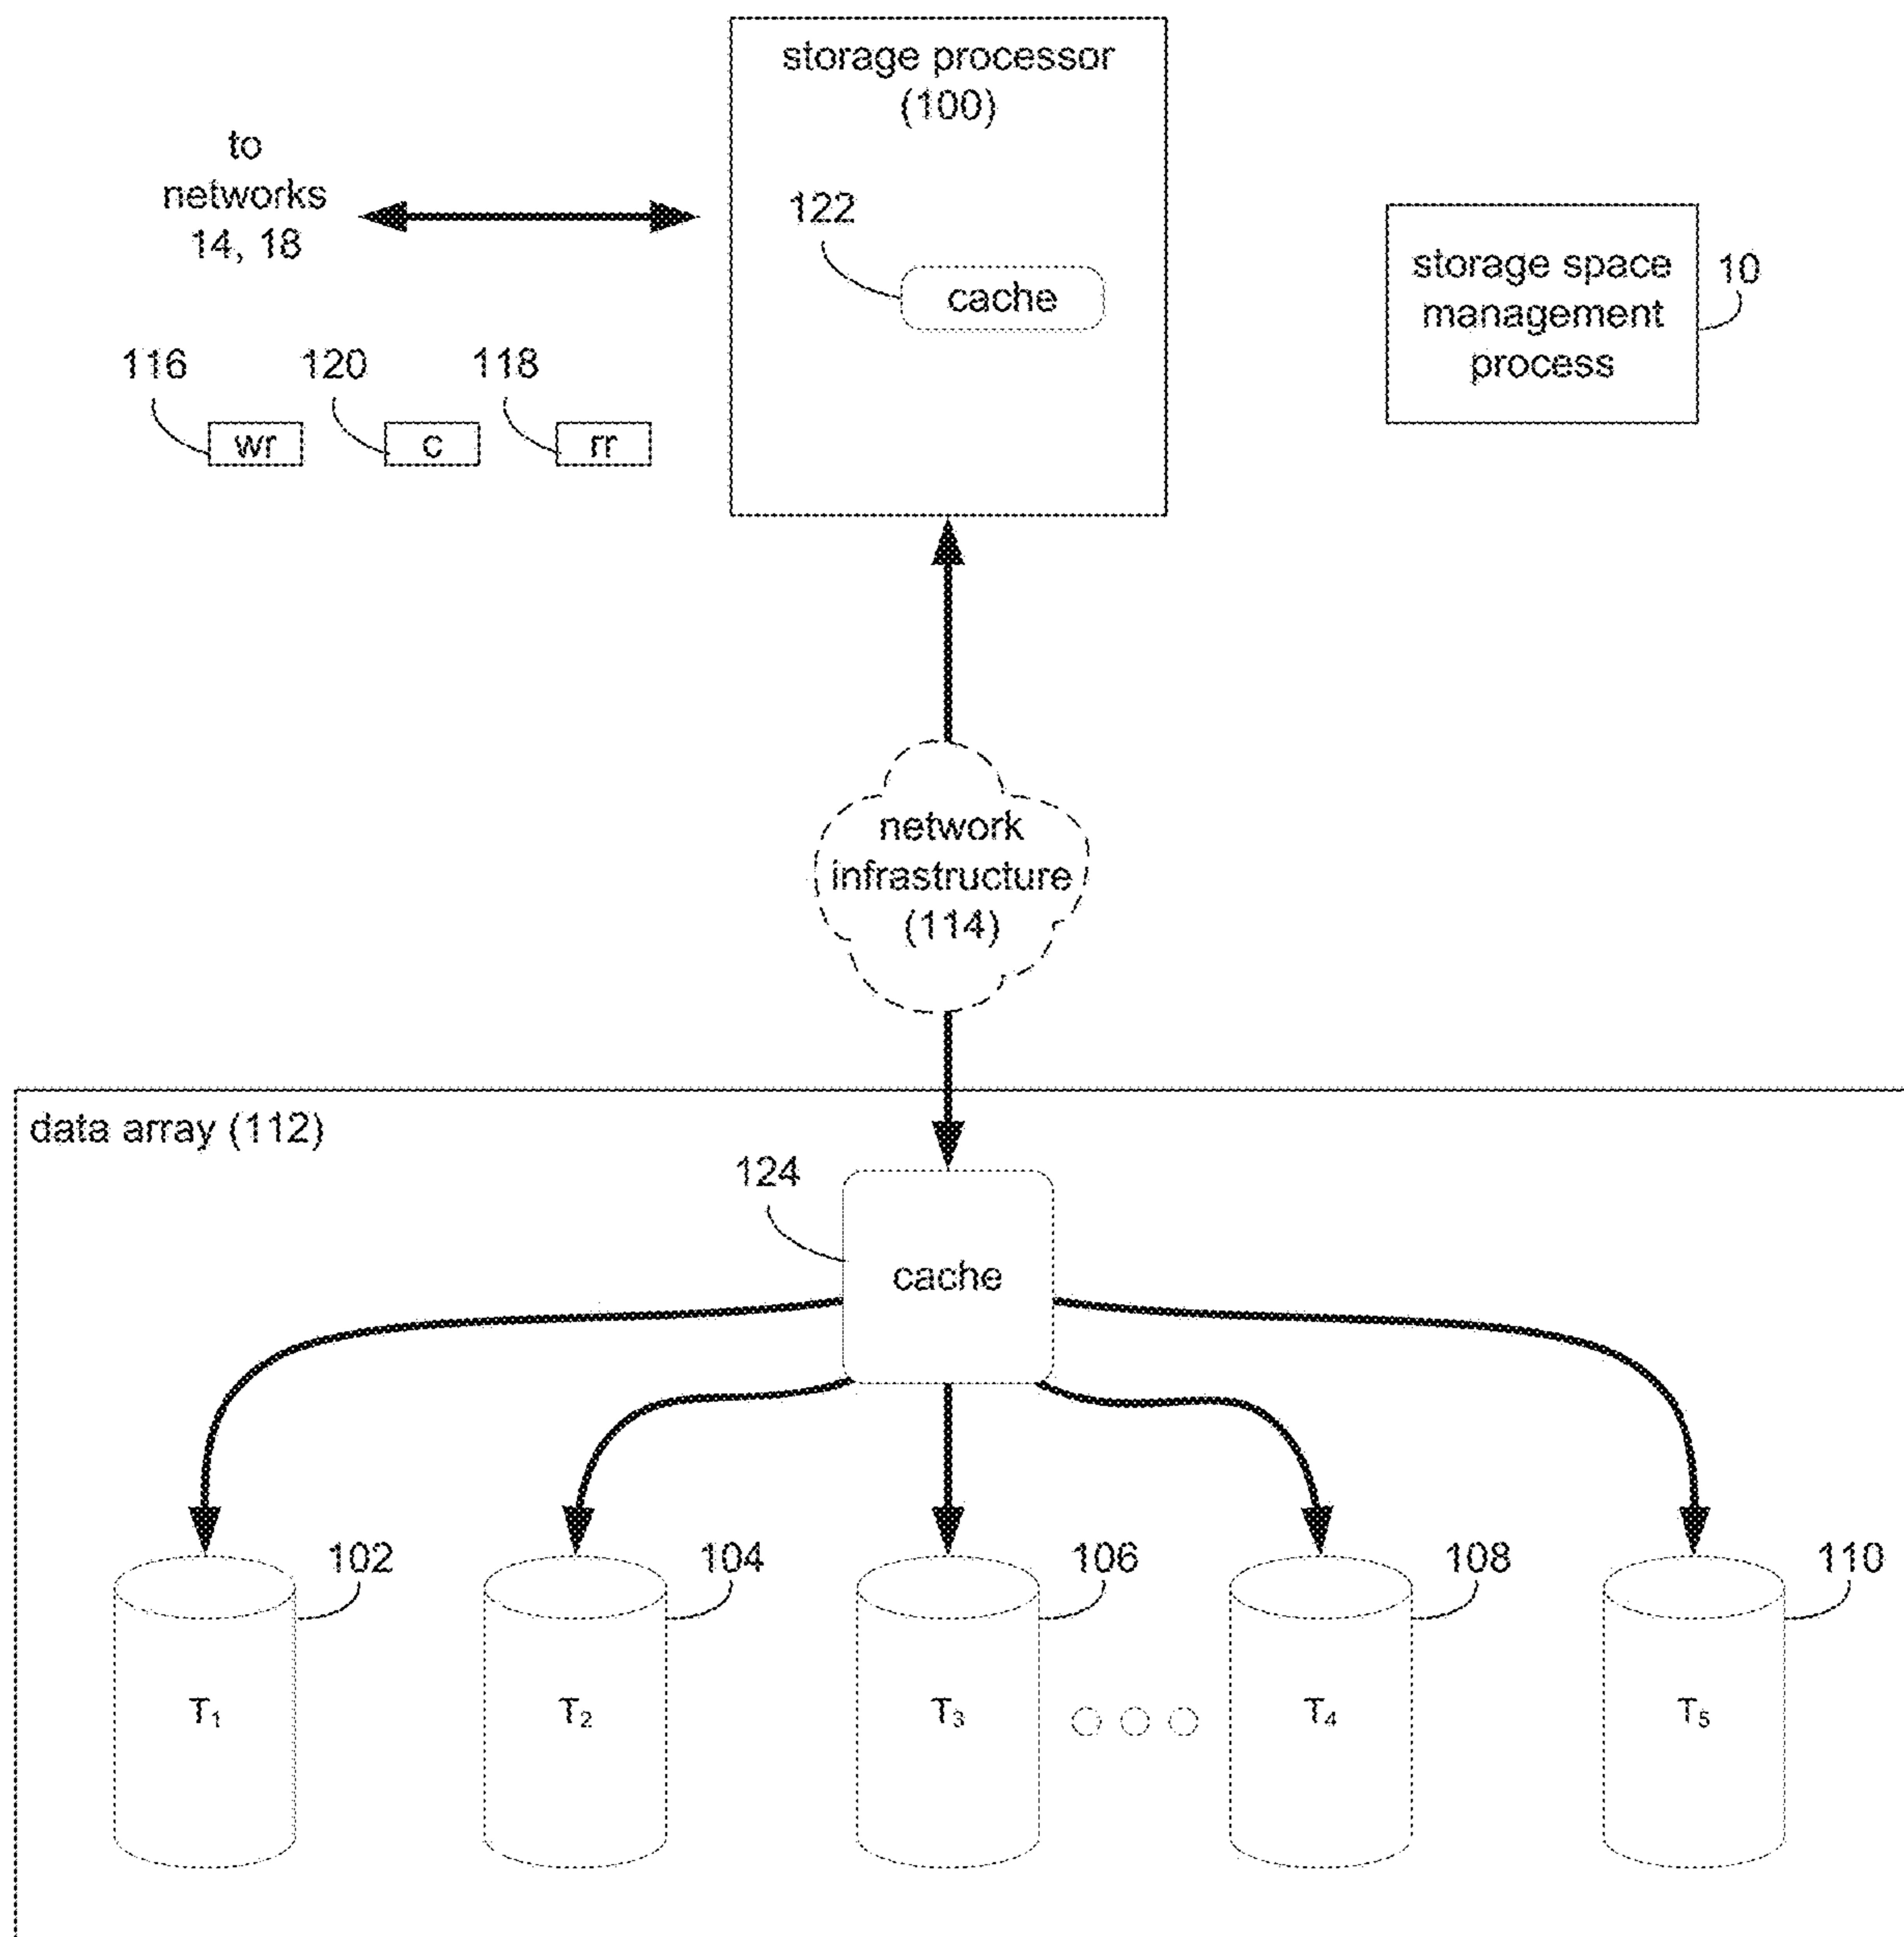 storage processor
(100)
to
networks
14, 18
122
cache
storage space
management
process
10
116
120
118
wr
c
rr
network
infrastructure
(114)
data array (112)
124
cache
102
104
106
108
110
T₁
T₂
T₃
T₄
T₅